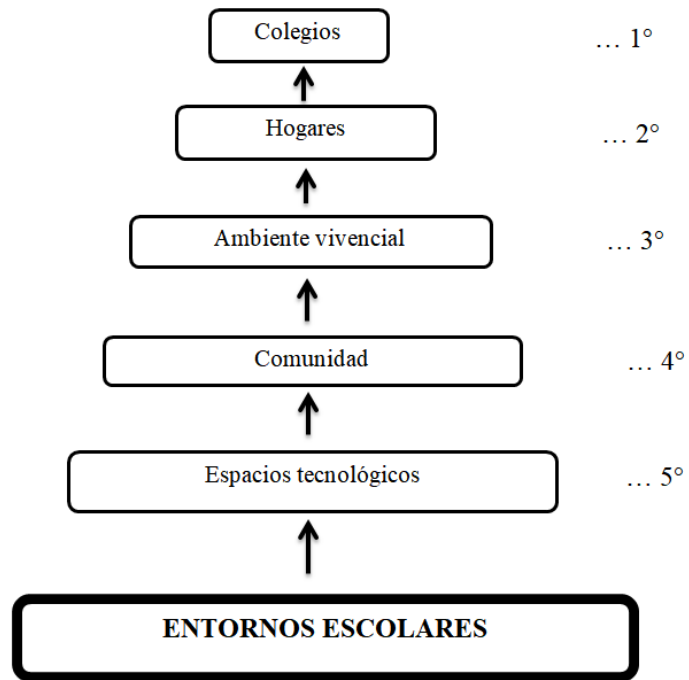 Colegios … 1°
Hogares … 2°
Ambiente vivencial … 3°
Comunidad … 4°
Espacios tecnológicos … 5°
ENTORNOS ESCOLARES